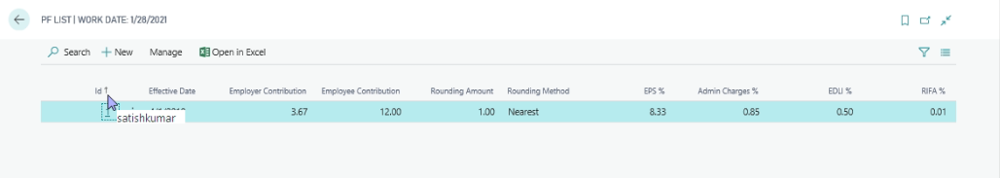 PF LIST | WORK DATE: 1/28/2021
Search New Manage Open in Excel
Id ↑ Effective Date Employer Contribution Employee Contribution Rounding Amount Rounding Method EPS % Admin Charges % EDLI % RIFA %
3.67 12.00 1.00 Nearest 8.33 0.85 0.50 0.01
satishkumar